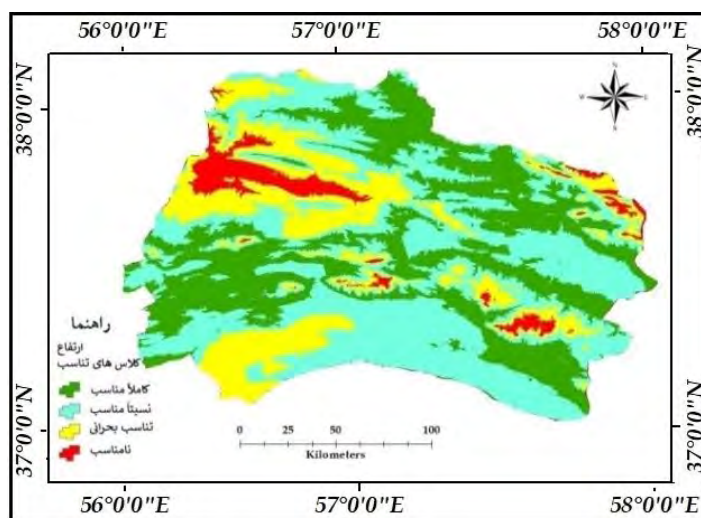 56°0'0"E 57°0'0"E 58°0'0"E
38°0'0"N 38°0'0"N
N
W E
S
راهنما
ارتفاع
کلاس های تناسب
کاملاً مناسب
نسبتاً مناسب
تناسب بحرانی
نامناسب
0 25 50 100
Kilometers
37°0'0"N 37°0'0"N
56°0'0"E 57°0'0"E 58°0'0"E